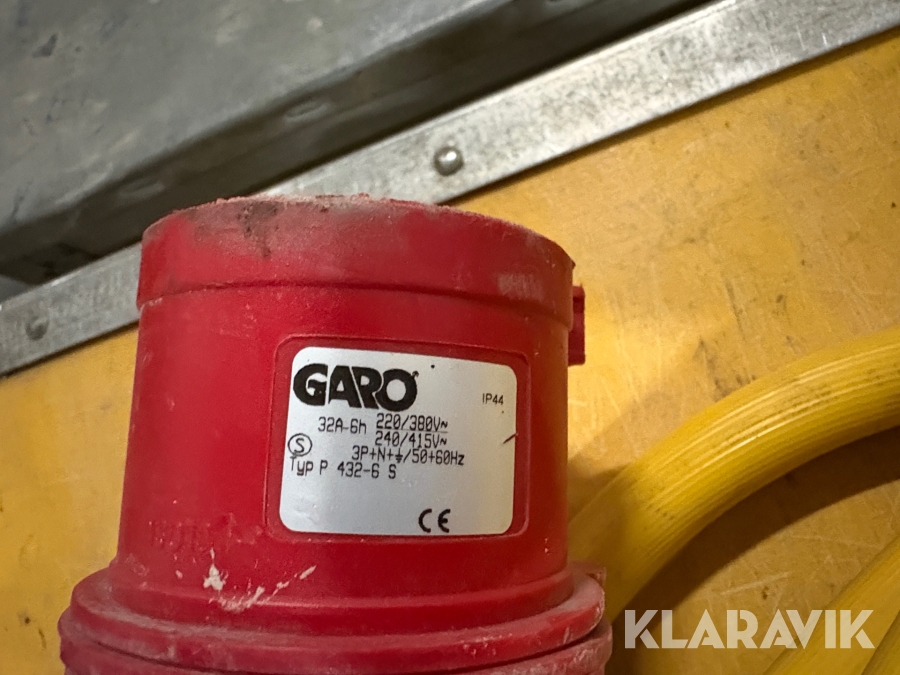 GARO
IP44
32A-6h 220/380V~
240/415V~
S 3P+N+⏚/50+60Hz
Typ P 432-6 S
CE
KLARAVIK